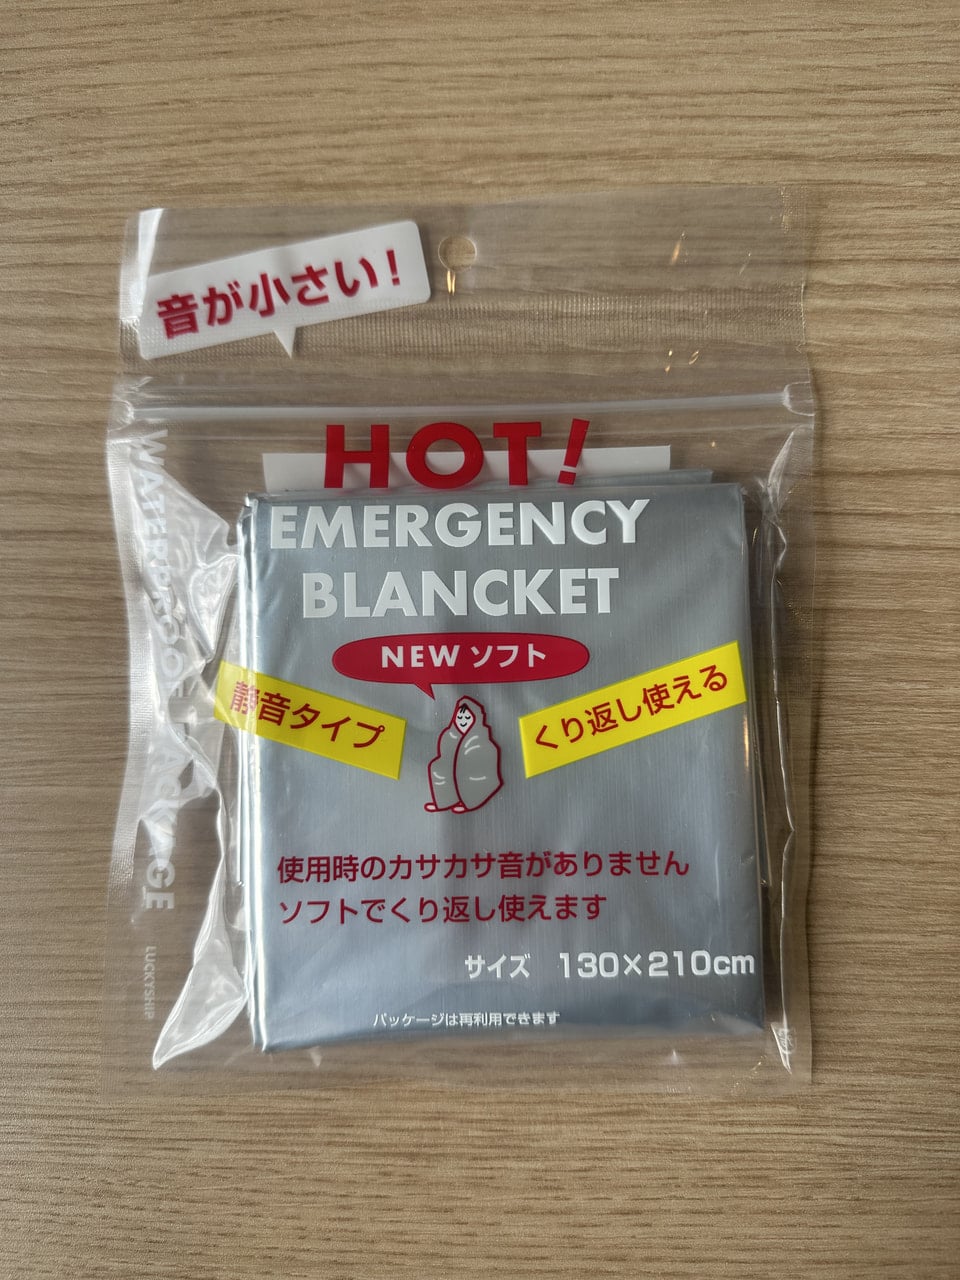 音が小さい!
HOT!
EMERGENCY
BLANCKET
NEW ソフト
静音タイプ
くり返し使える
使用時のカサカサ音がありません
ソフトでくり返し使えます
サイズ 130×210cm
パッケージは再利用できます
WATERPROOF PACKAGE
LUCKYSHIP